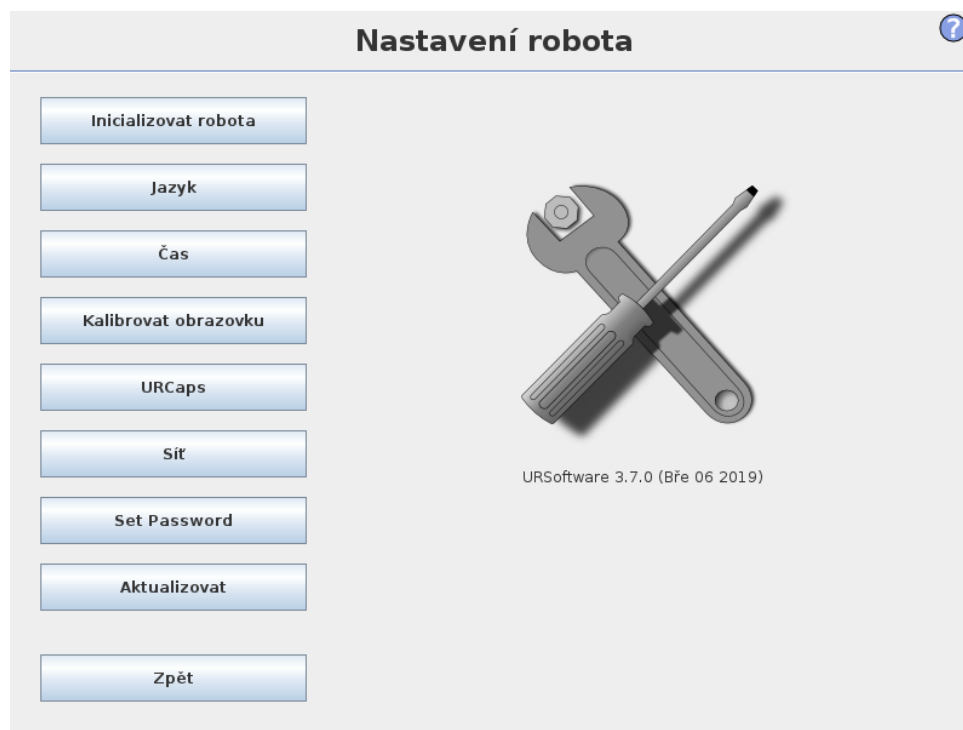 Nastavení robota
?
Inicializovat robota
Jazyk
Čas
Kalibrovat obrazovku
URCaps
Síť
Set Password
Aktualizovat
Zpět
URSoftware 3.7.0 (Bře 06 2019)